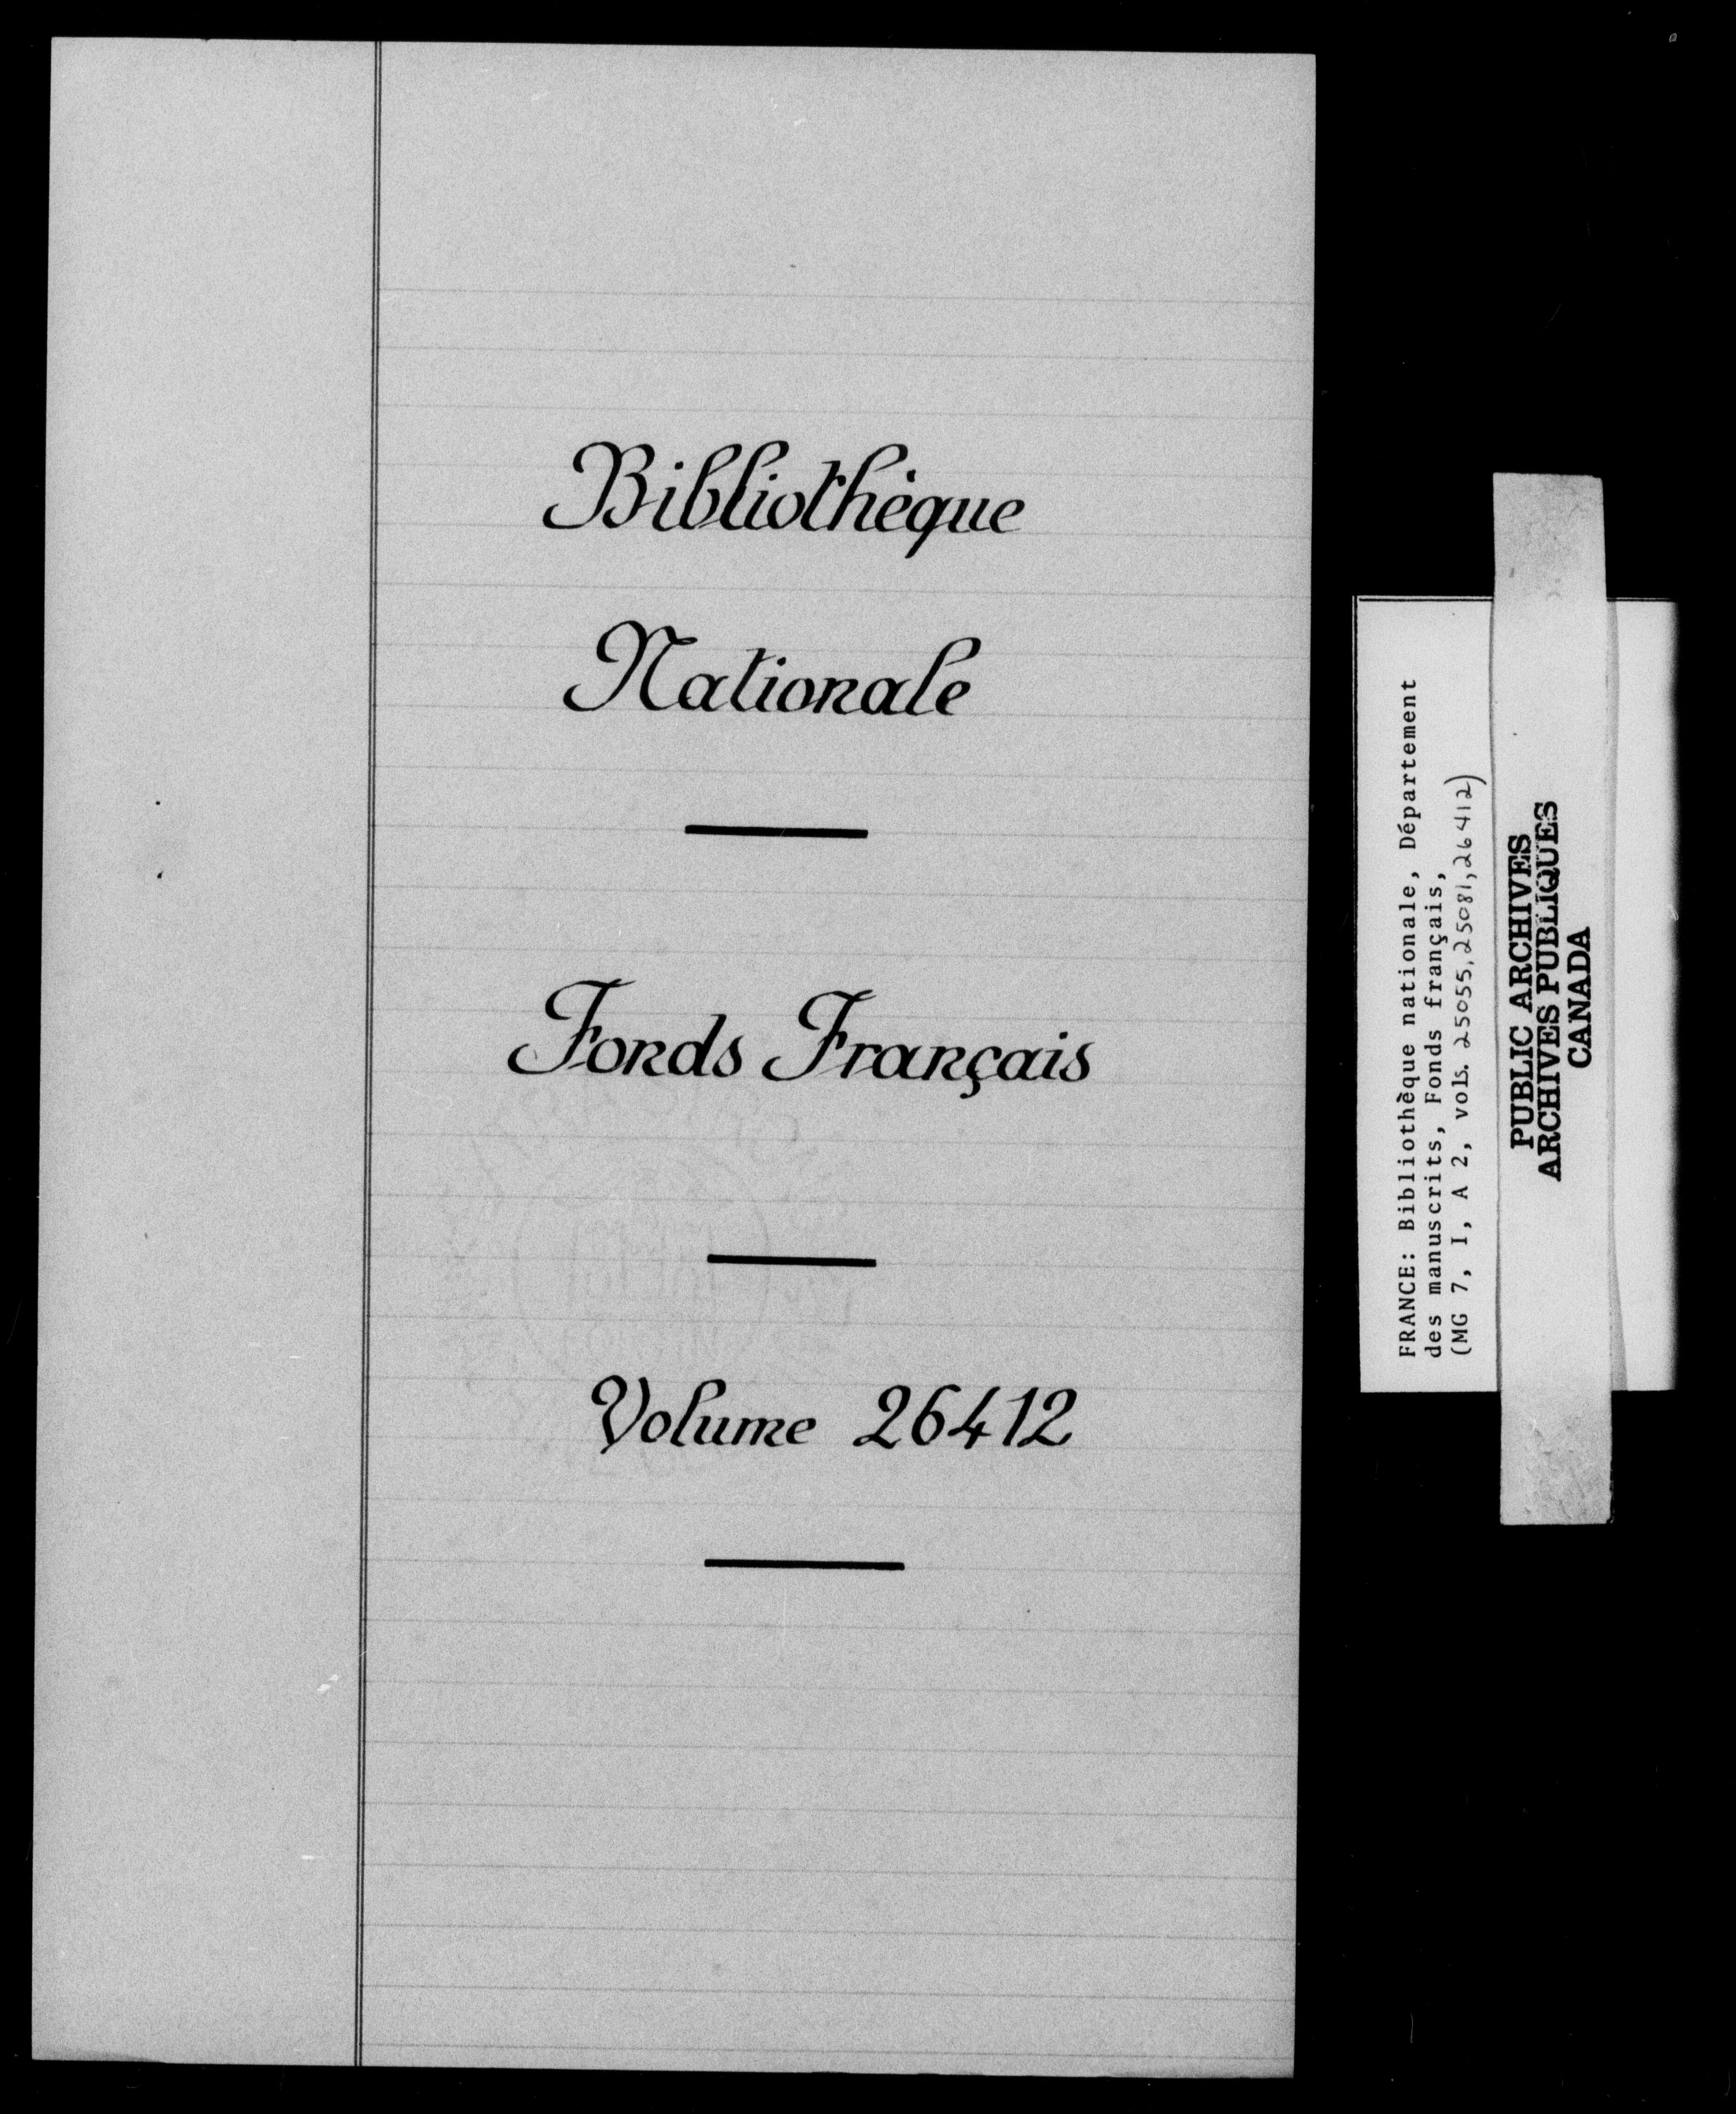 Bibliothèque
Nationale
Fonds Français
Volume 26412
FRANCE: Bibliothèque nationale, Département
des manuscrits, Fonds français,
(MG 7, I, A 2, vols. 25055, 25081, 26412)
PUBLIC ARCHIVES
ARCHIVES PUBLIQUES
CANADA